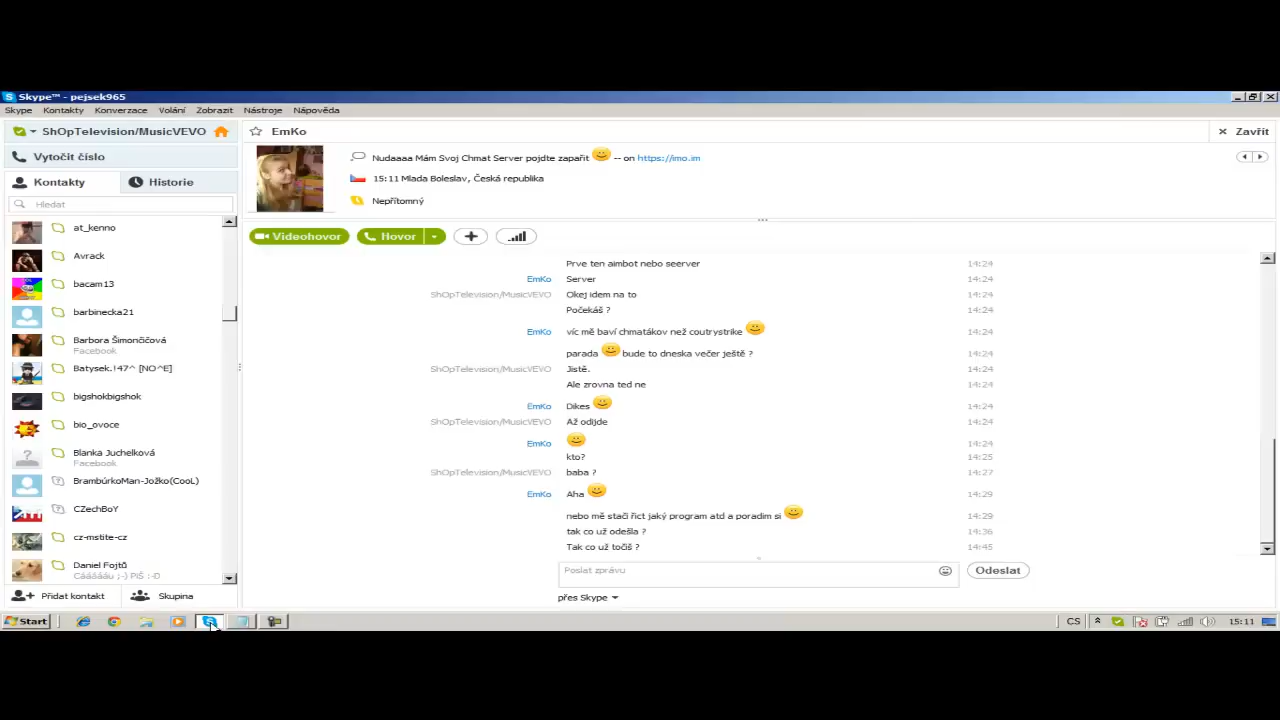 Skype™ - pejsek965
Skype Kontakty Konverzace Volání Zobrazit Nástroje Nápověda
ShOpTelevision/MusicVEVO
Vytočit číslo
Kontakty Historie
Hledat
at_kenno
Avrack
bacam13
barbinecka21
Barbora Šimončičová
Facebook
Batysek.!47^ [NO^E]
bigshokbigshok
bio_ovoce
Blanka Juchelková
Facebook
BrambúrkoMan-Jožko(CooL)
CZechBoY
cz-mstite-cz
Daniel Fojtů
Cááááááu ;-) PIŠ :-D
Přidat kontakt Skupina
EmKo
Zavřít
Nudaaaa Mám Svoj Chmat Server pojdte zapařit -- on https://imo.im
15:11 Mlada Boleslav, Česká republika
Nepřítomný
Videohovor Hovor
Prve ten aimbot nebo seerver 14:24
EmKo Server 14:24
ShOpTelevision/MusicVEVO Okej idem na to 14:24
Počekáš ? 14:24
EmKo víc mě baví chmatákov než coutrystrike 14:24
parada bude to dneska večer ještě ? 14:24
ShOpTelevision/MusicVEVO Jistě. 14:24
Ale zrovna ted ne 14:24
EmKo Dikes 14:24
ShOpTelevision/MusicVEVO Až odijde 14:24
EmKo 14:24
kto? 14:25
ShOpTelevision/MusicVEVO baba ? 14:27
EmKo Aha 14:29
nebo mě stači řict jaký program atd a poradim si 14:29
tak co už odešla ? 14:36
Tak co už točiš ? 14:45
Poslat zprávu Odeslat
přes Skype
Start CS 15:11